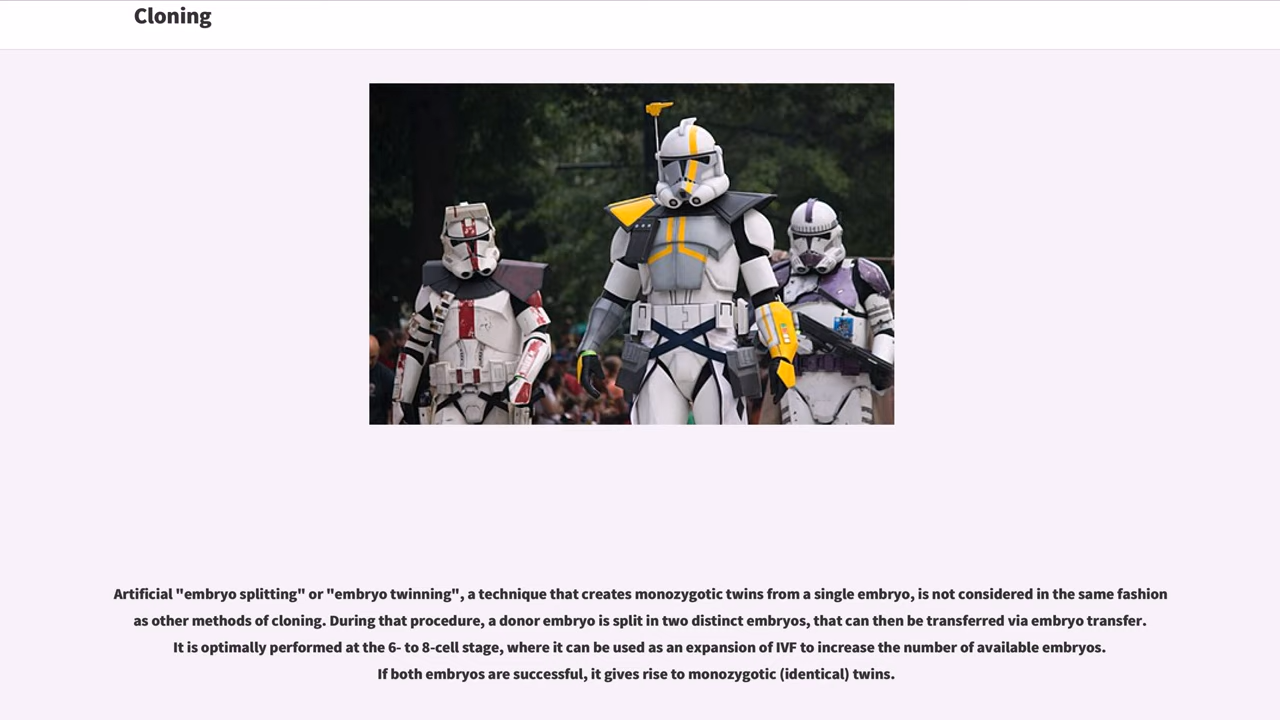 Cloning
Artificial "embryo splitting" or "embryo twinning", a technique that creates monozygotic twins from a single embryo, is not considered in the same fashion
as other methods of cloning. During that procedure, a donor embryo is split in two distinct embryos, that can then be transferred via embryo transfer.
It is optimally performed at the 6- to 8-cell stage, where it can be used as an expansion of IVF to increase the number of available embryos.
If both embryos are successful, it gives rise to monozygotic (identical) twins.